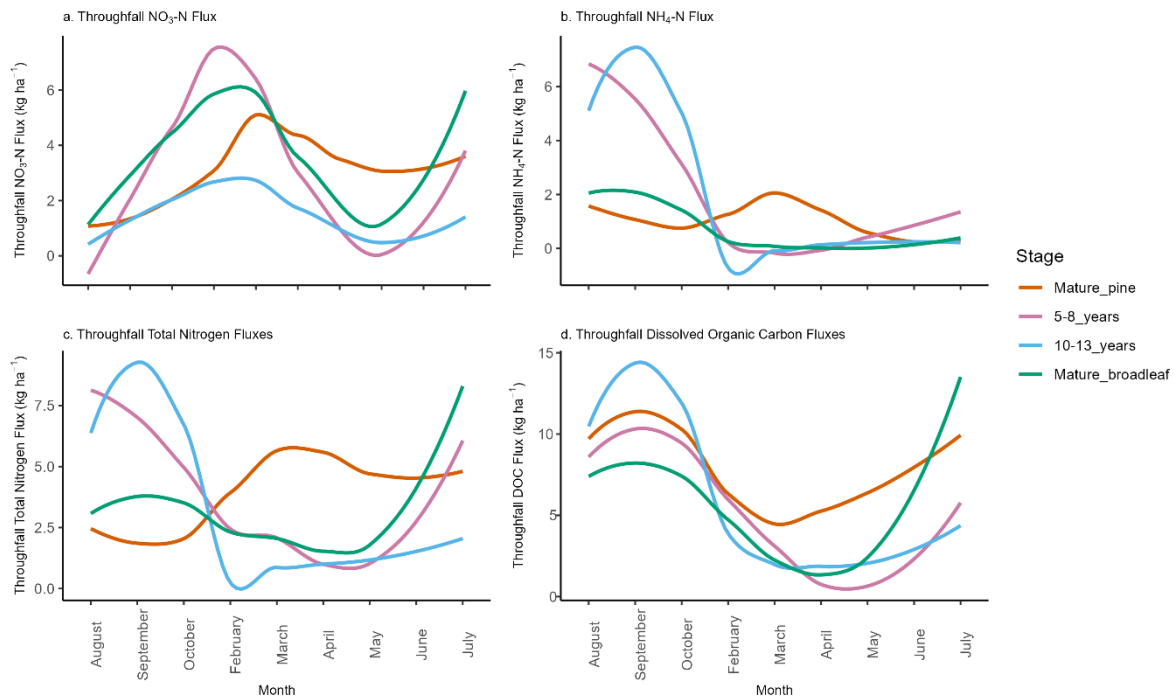 a. Throughfall NO₃-N Flux
Throughfall NO₃-N Flux (kg ha⁻¹)
6
4
2
0
b. Throughfall NH₄-N Flux
Throughfall NH₄-N Flux (kg ha⁻¹)
6
4
2
0
c. Throughfall Total Nitrogen Fluxes
Throughfall Total Nitrogen Flux (kg ha⁻¹)
7.5
5.0
2.5
0.0
August
September
October
February
March
April
May
June
July
Month
d. Throughfall Dissolved Organic Carbon Fluxes
Throughfall DOC Flux (kg ha⁻¹)
15
10
5
0
August
September
October
February
March
April
May
June
July
Month
Stage
Mature_pine
5-8_years
10-13_years
Mature_broadleaf